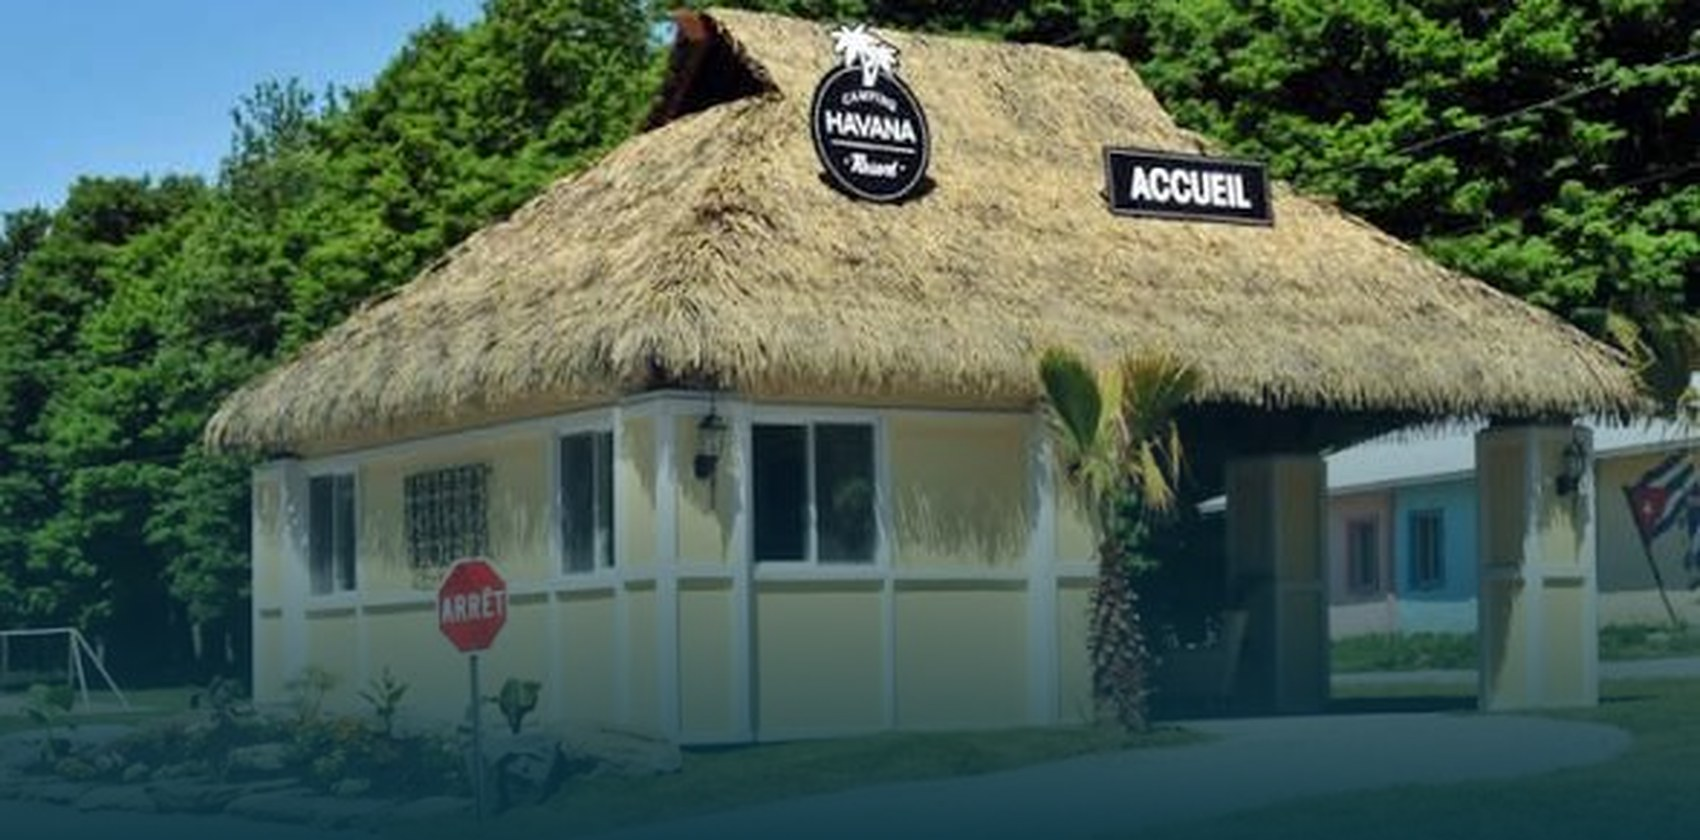 CAMPING
HAVANA
Resort
ACCUEIL
ARRÊT